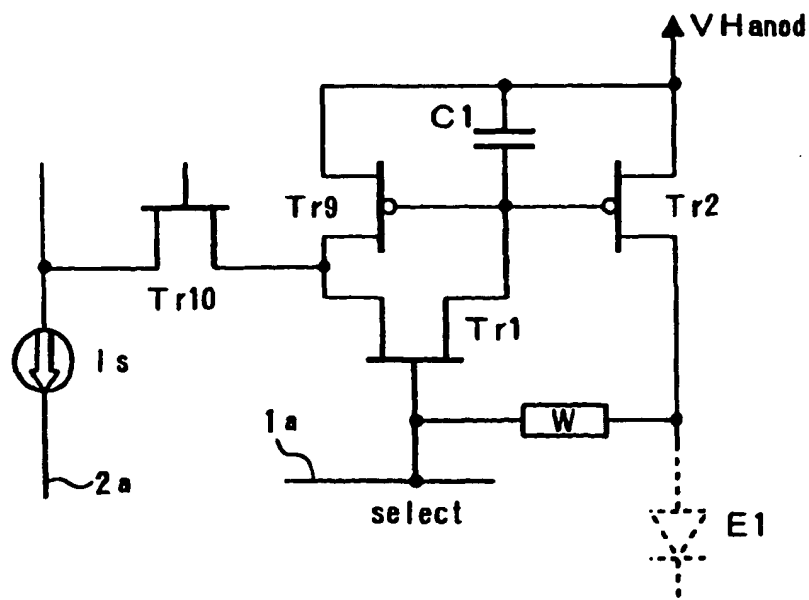 VHanod
C1
Tr9
Tr2
Tr10
Tr1
Is
W
1a
2a
select
E1